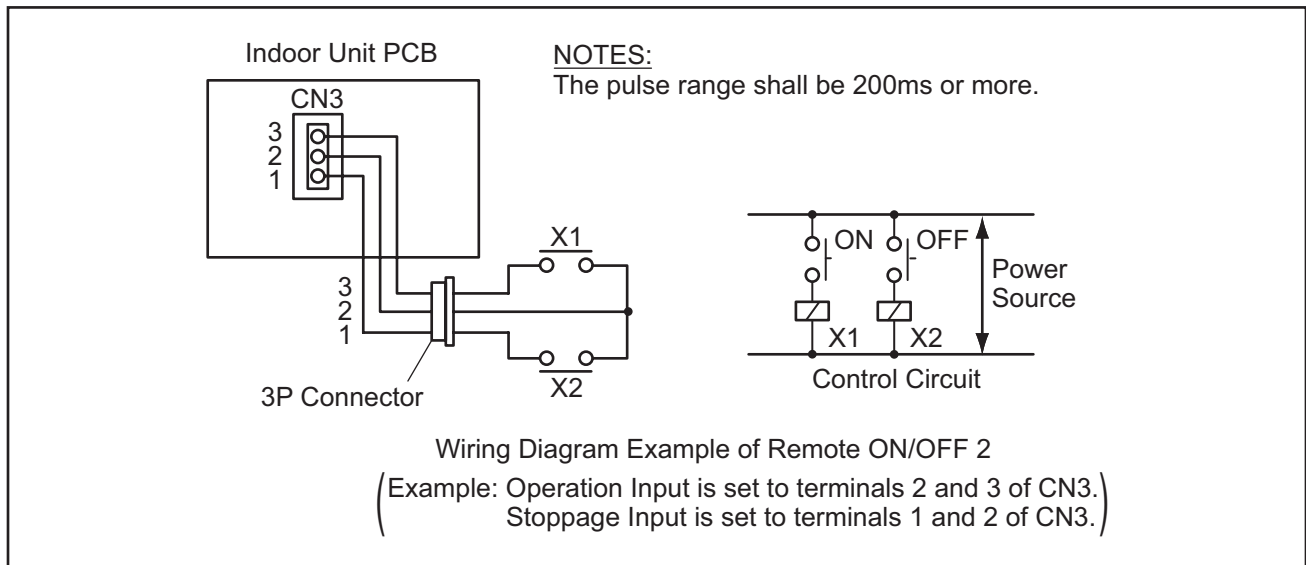 Indoor Unit PCB
NOTES:
The pulse range shall be 200ms or more.
CN3
3
2
1
3
2
1
3P Connector
X1
X2
ON
OFF
Power
Source
X1
X2
Control Circuit
Wiring Diagram Example of Remote ON/OFF 2
(Example: Operation Input is set to terminals 2 and 3 of CN3.
Stoppage Input is set to terminals 1 and 2 of CN3.)